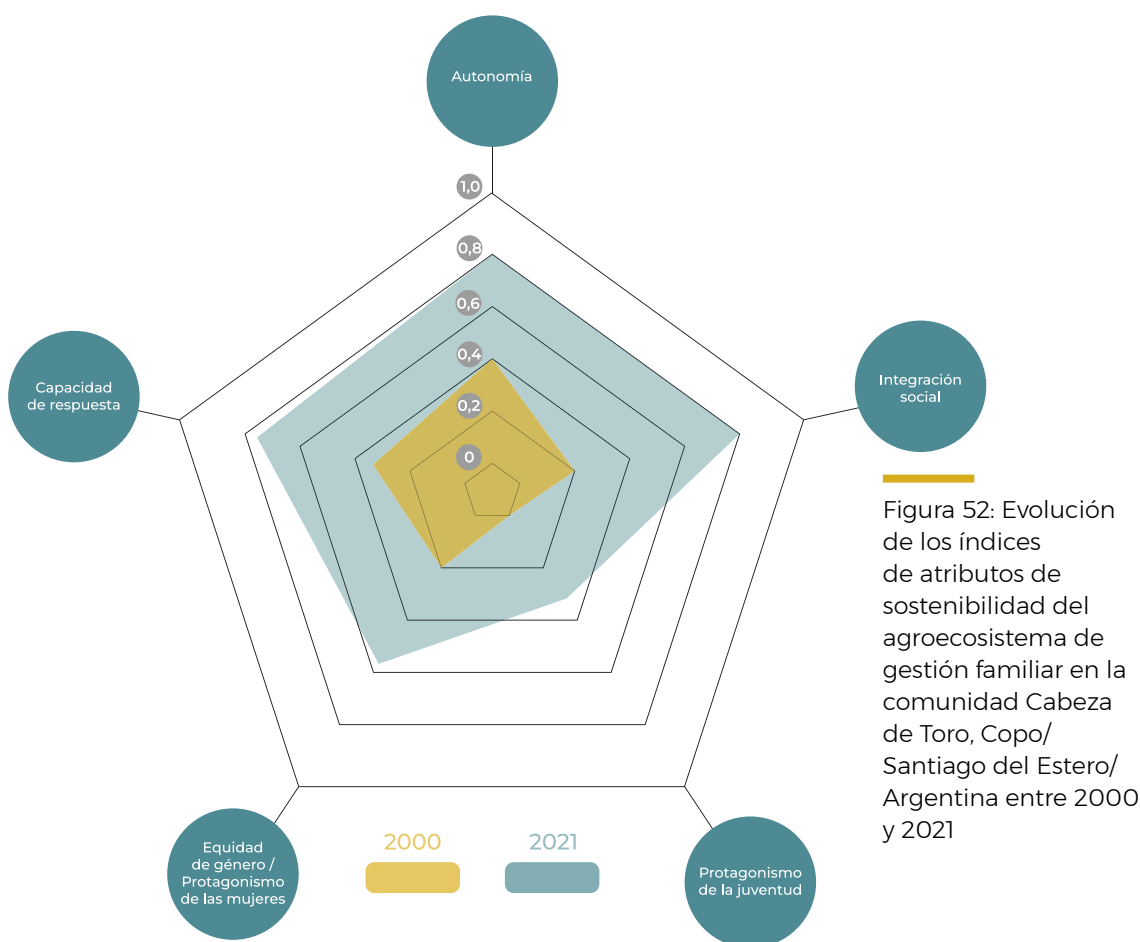 Autonomía
1,0
0,8
0,6
0,4
0,2
0
Capacidad
de respuesta
Integración
social
Figura 52: Evolución
de los índices
de atributos de
sostenibilidad del
agroecosistema de
gestión familiar en la
comunidad Cabeza
de Toro, Copo/
Santiago del Estero/
Argentina entre 2000
y 2021
Equidad
de género /
Protagonismo
de las mujeres
2000
2021
Protagonismo
de la juventud